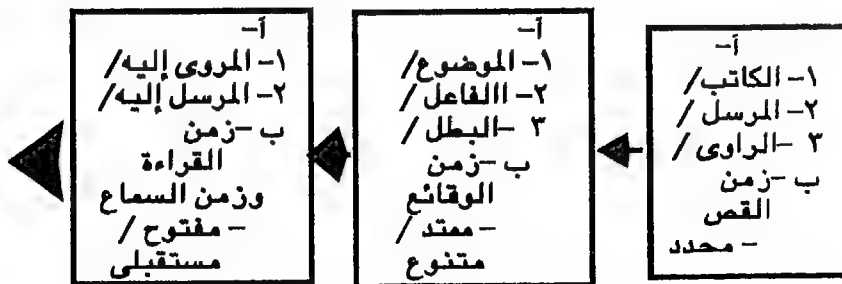 أ-
١- الكاتب/
٢- المرسل /
٣ -الراوى /
ب -زمن
القص
- محدد
أ-
١- الموضوع/
٢- االفاعل /
٣ -البطل /
ب -زمن
الوقائع
- ممتد /
متنوع
أ-
١- المروى إليه/
٢- المرسل إليه/
ب -زمن
القراءة
وزمن السماع
- مفتوح /
مستقبلى